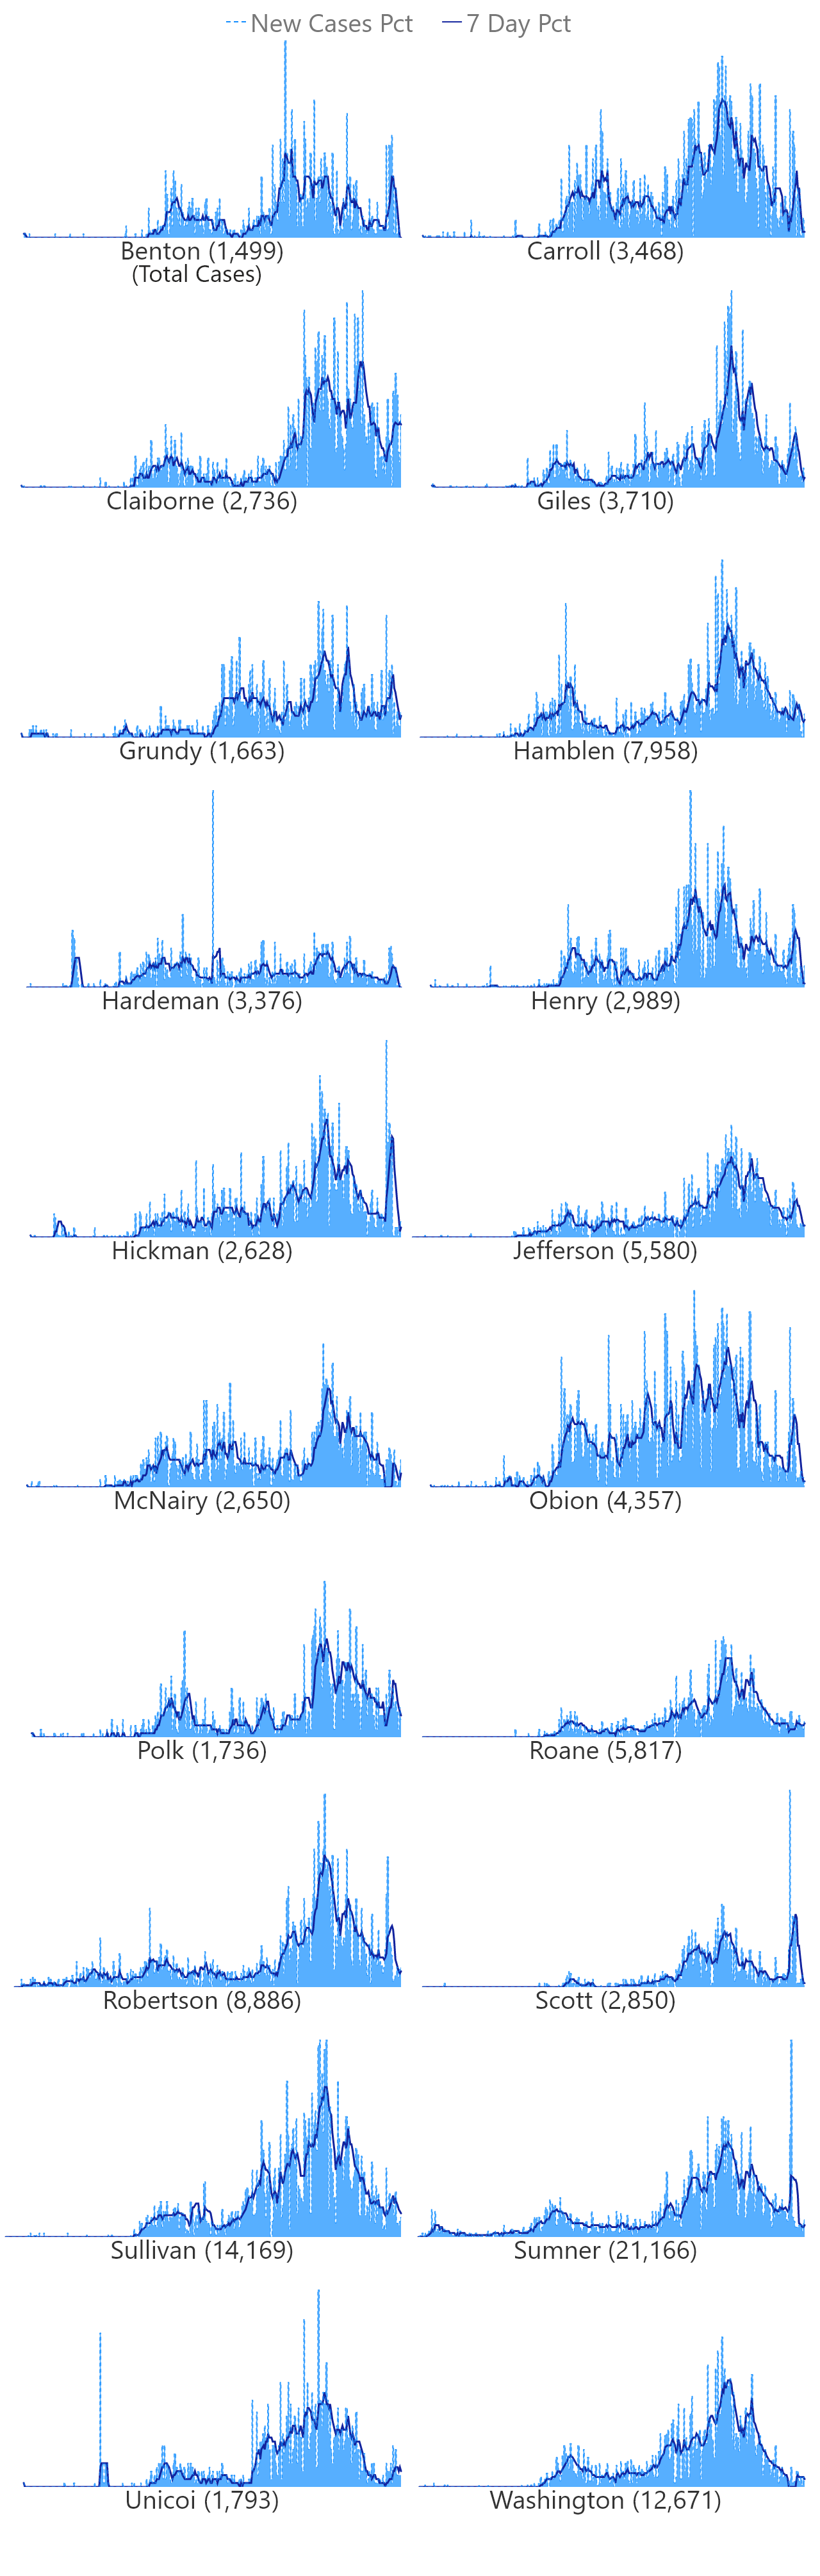 New Cases Pct 7 Day Pct
Benton (1,499) Carroll (3,468)
(Total Cases)
Claiborne (2,736) Giles (3,710)
Grundy (1,663) Hamblen (7,958)
Hardeman (3,376) Henry (2,989)
Hickman (2,628) Jefferson (5,580)
McNairy (2,650) Obion (4,357)
Polk (1,736) Roane (5,817)
Robertson (8,886) Scott (2,850)
Sullivan (14,169) Sumner (21,166)
Unicoi (1,793) Washington (12,671)